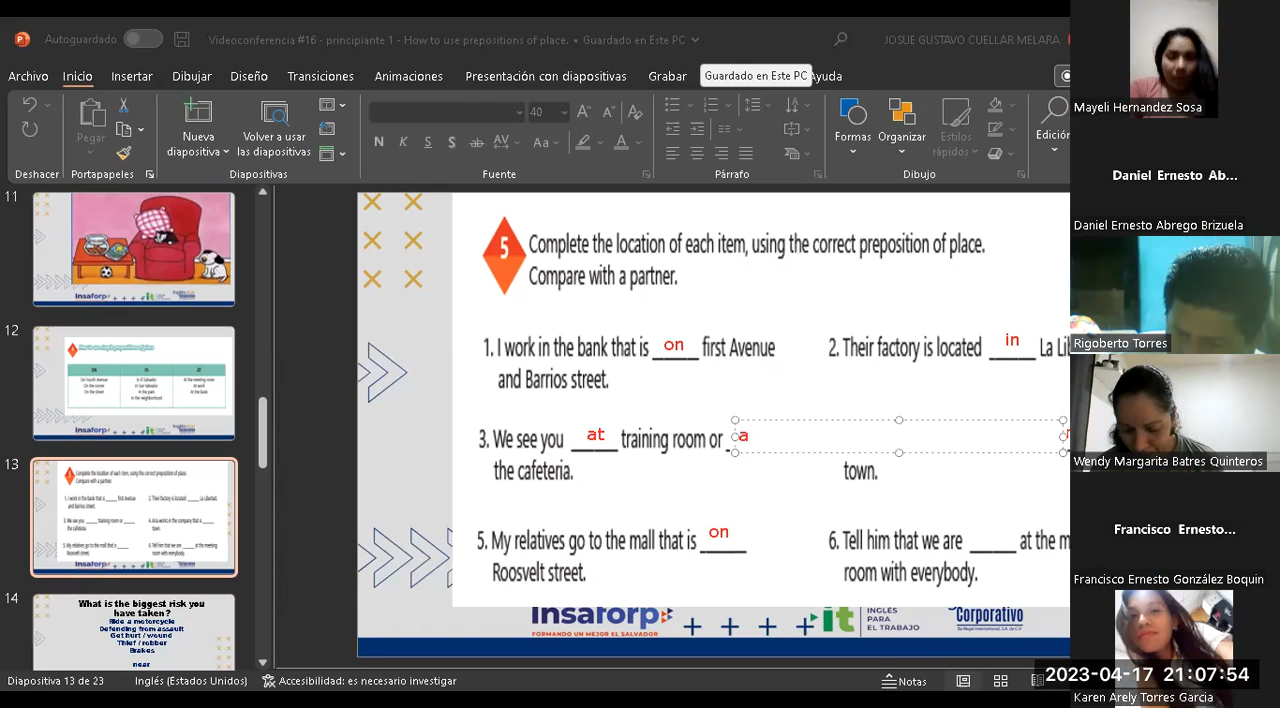 Autoguardado
Videoconferencia #16 - principiante 1 - How to use prepositions of place. • Guardado en Este PC
JOSUE GUSTAVO CUELLAR MELARA
Archivo Inicio Insertar Dibujar Diseño Transiciones Animaciones Presentación con diapositivas Grabar Guardado en Este PC Ayuda
Pegar
Nueva diapositiva
Volver a usar las diapositivas
40
N K S S ab AV Aa A
Formas Organizar Estilos rápidos Edición
Deshacer Portapapeles Diapositivas Fuente Párrafo Dibujo
11
12
13
14
What is the biggest risk you
have taken?
Ride a motorcycle
Defending from assault
Get hurt / wound
Thief / robber
Brakes
near
5 Complete the location of each item, using the correct preposition of place.
Compare with a partner.
1. I work in the bank that is on first Avenue
and Barrios street.
2. Their factory is located in La Li
3. We see you at training room or a
the cafeteria.
town.
5. My relatives go to the mall that is on
Roosvelt street.
6. Tell him that we are ______ at the m
room with everybody.
Insaforp
FORMANDO UN MEJOR EL SALVADOR
it
INGLÉS
PARA
EL TRABAJO
Corporativo
Diapositiva 13 de 23 Inglés (Estados Unidos) Accesibilidad: es necesario investigar Notas
Mayeli Hernandez Sosa
Daniel Ernesto Ab...
Daniel Ernesto Abrego Brizuela
Rigoberto Torres
Wendy Margarita Batres Quinteros
Francisco Ernesto...
Francisco Ernesto González Boquin
2023-04-17 21:07:54
Karen Arely Torres Garcia